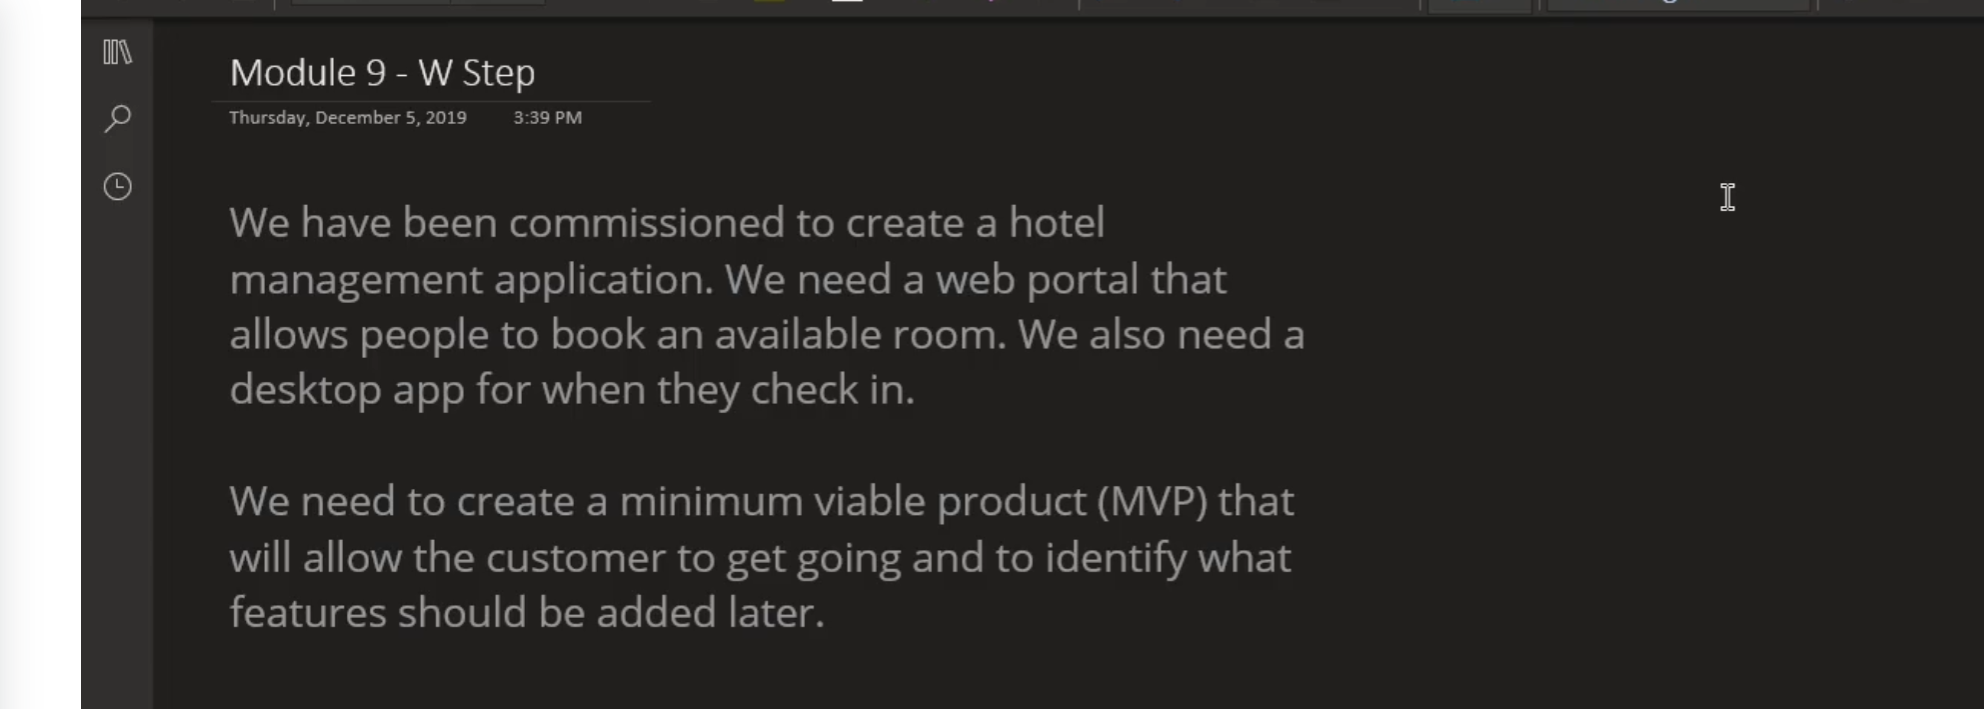 Module 9 - W Step
Thursday, December 5, 2019 3:39 PM
We have been commissioned to create a hotel
management application. We need a web portal that
allows people to book an available room. We also need a
desktop app for when they check in.
We need to create a minimum viable product (MVP) that
will allow the customer to get going and to identify what
features should be added later.